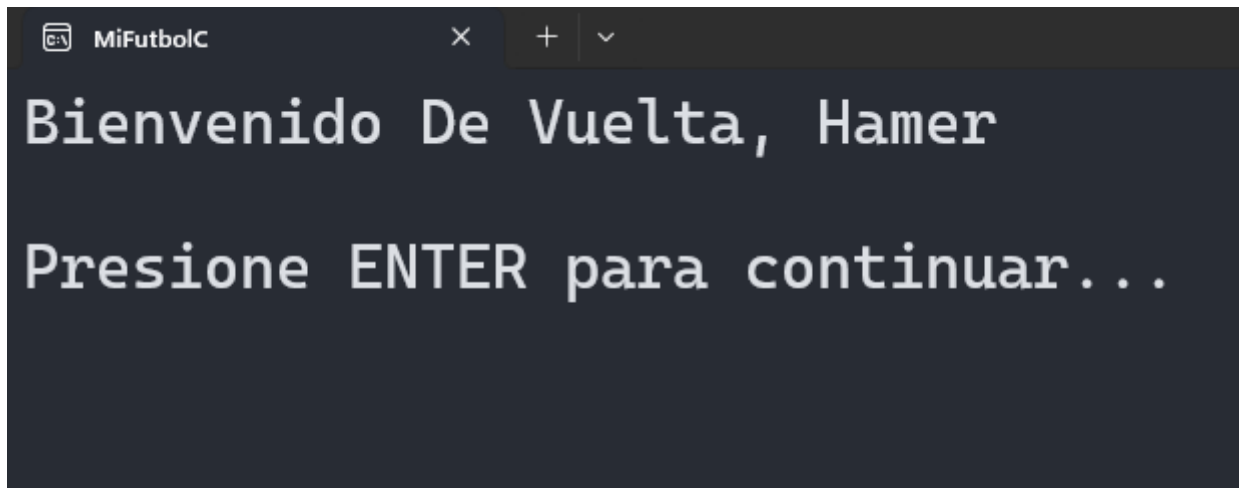 MiFutbolC
Bienvenido De Vuelta, Hamer
Presione ENTER para continuar...